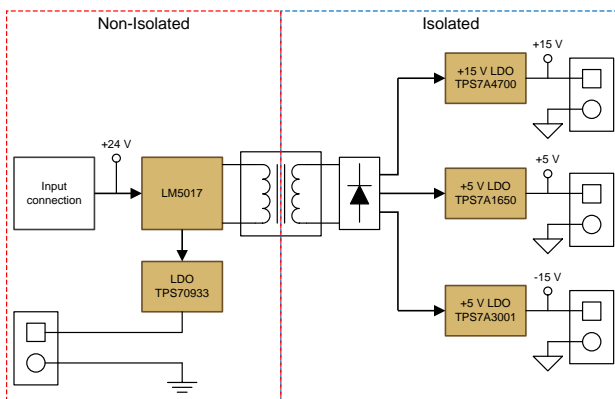 Non-Isolated
Isolated
+15 V
+15 V LDO
TPS7A4700
+24 V
Input
connection
LM5017
+5 V
+5 V LDO
TPS7A1650
LDO
TPS70933
-15 V
+5 V LDO
TPS7A3001